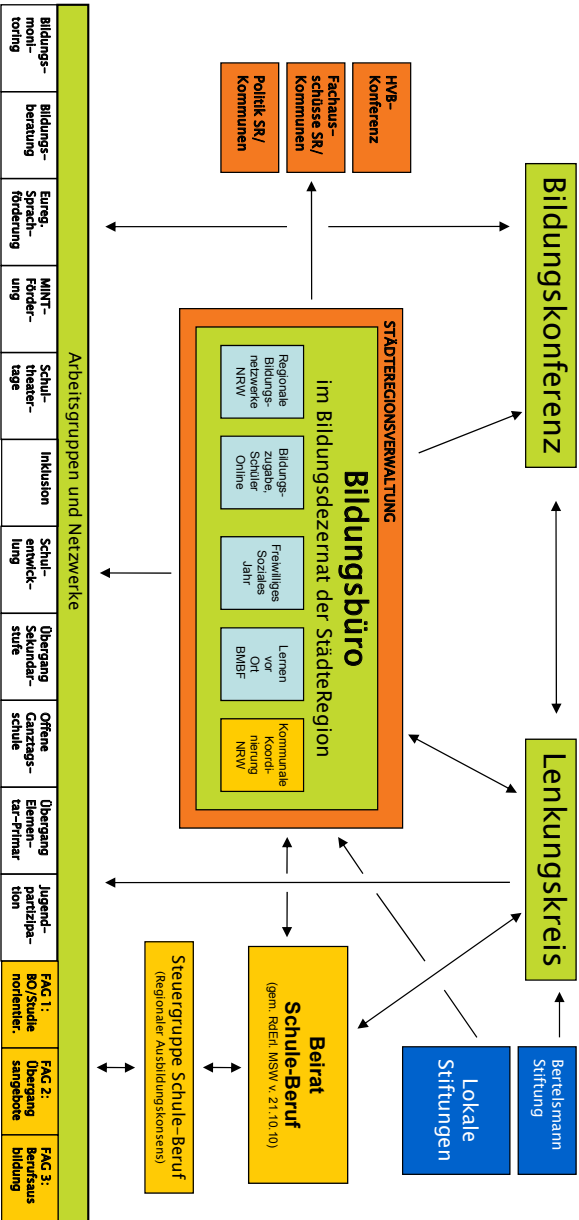 Bildungskonferenz
Lenkungskreis
Bertelsmann
Stiftung
Lokale
Stiftungen
HVB-
Konferenz
Fachaus-
schüsse SR/
Kommunen
Politik SR/
Kommunen
STÄDTEREGIONSVERWALTUNG
Bildungsbüro
im Bildungsdezernat der StädteRegion
Regionale
Bildungs-
netzwerke
NRW
Bildungs-
zugabe,
Schüler
Online
Freiwilliges
Soziales
Jahr
Lernen
vor
Ort
BMBF
Kommunale
Koordi-
nierung
NRW
Beirat
Schule-Beruf
(gem. RdErl. MSW v. 21.10.10)
Steuergruppe Schule-Beruf
(Regionaler Ausbildungskonsens)
Arbeitsgruppen und Netzwerke
Bildungs-
moni-
toring
Bildungs-
beratung
Eureg.
Sprach-
förderung
MINT-
Förder-
ung
Schul-
theater-
tage
Inklusion
Schul-
entwick-
lung
Übergang
Sekundar-
stufe
Offene
Ganztags-
schule
Übergang
Elemen-
tar-Primar
Jugend-
partizipa-
tion
FAG 1:
BO/Studie
norientier.
FAG 2:
Übergang
sangebote
FAG 3:
Berufsaus
bildung